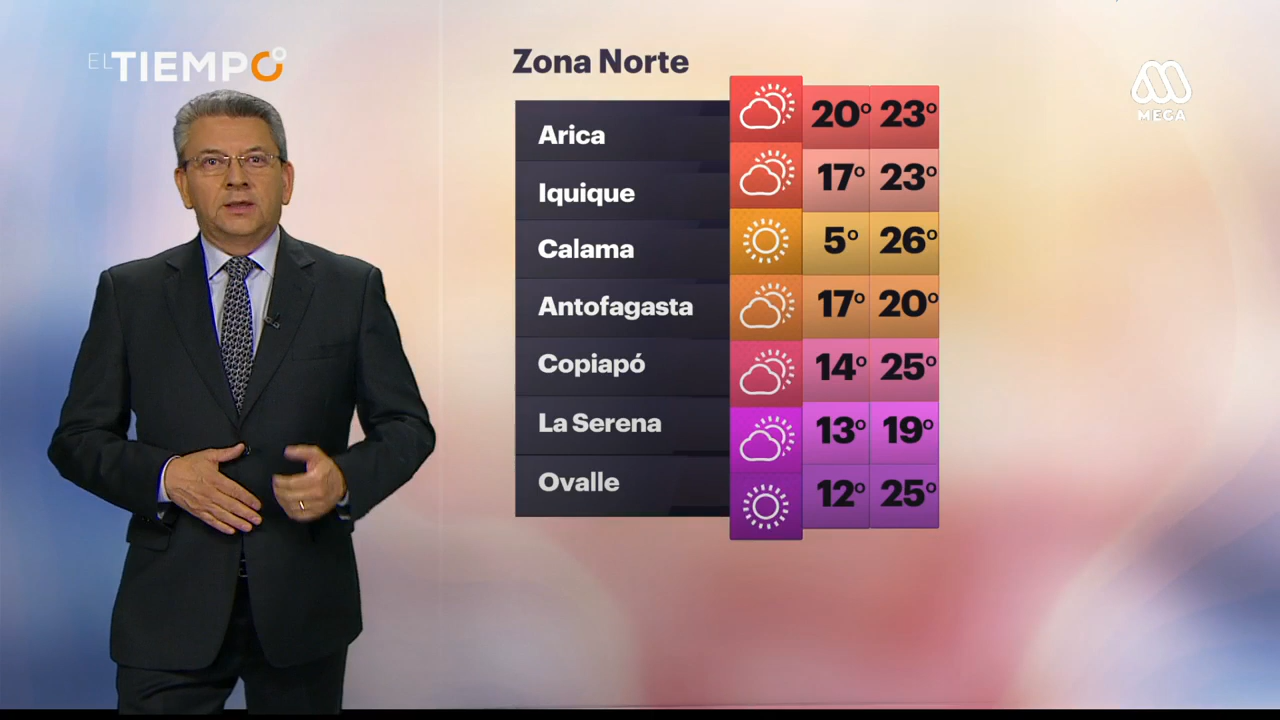 EL TIEMPO
Zona Norte
MEGA
Arica 20° 23°
Iquique 17° 23°
Calama 5° 26°
Antofagasta 17° 20°
Copiapó 14° 25°
La Serena 13° 19°
Ovalle 12° 25°